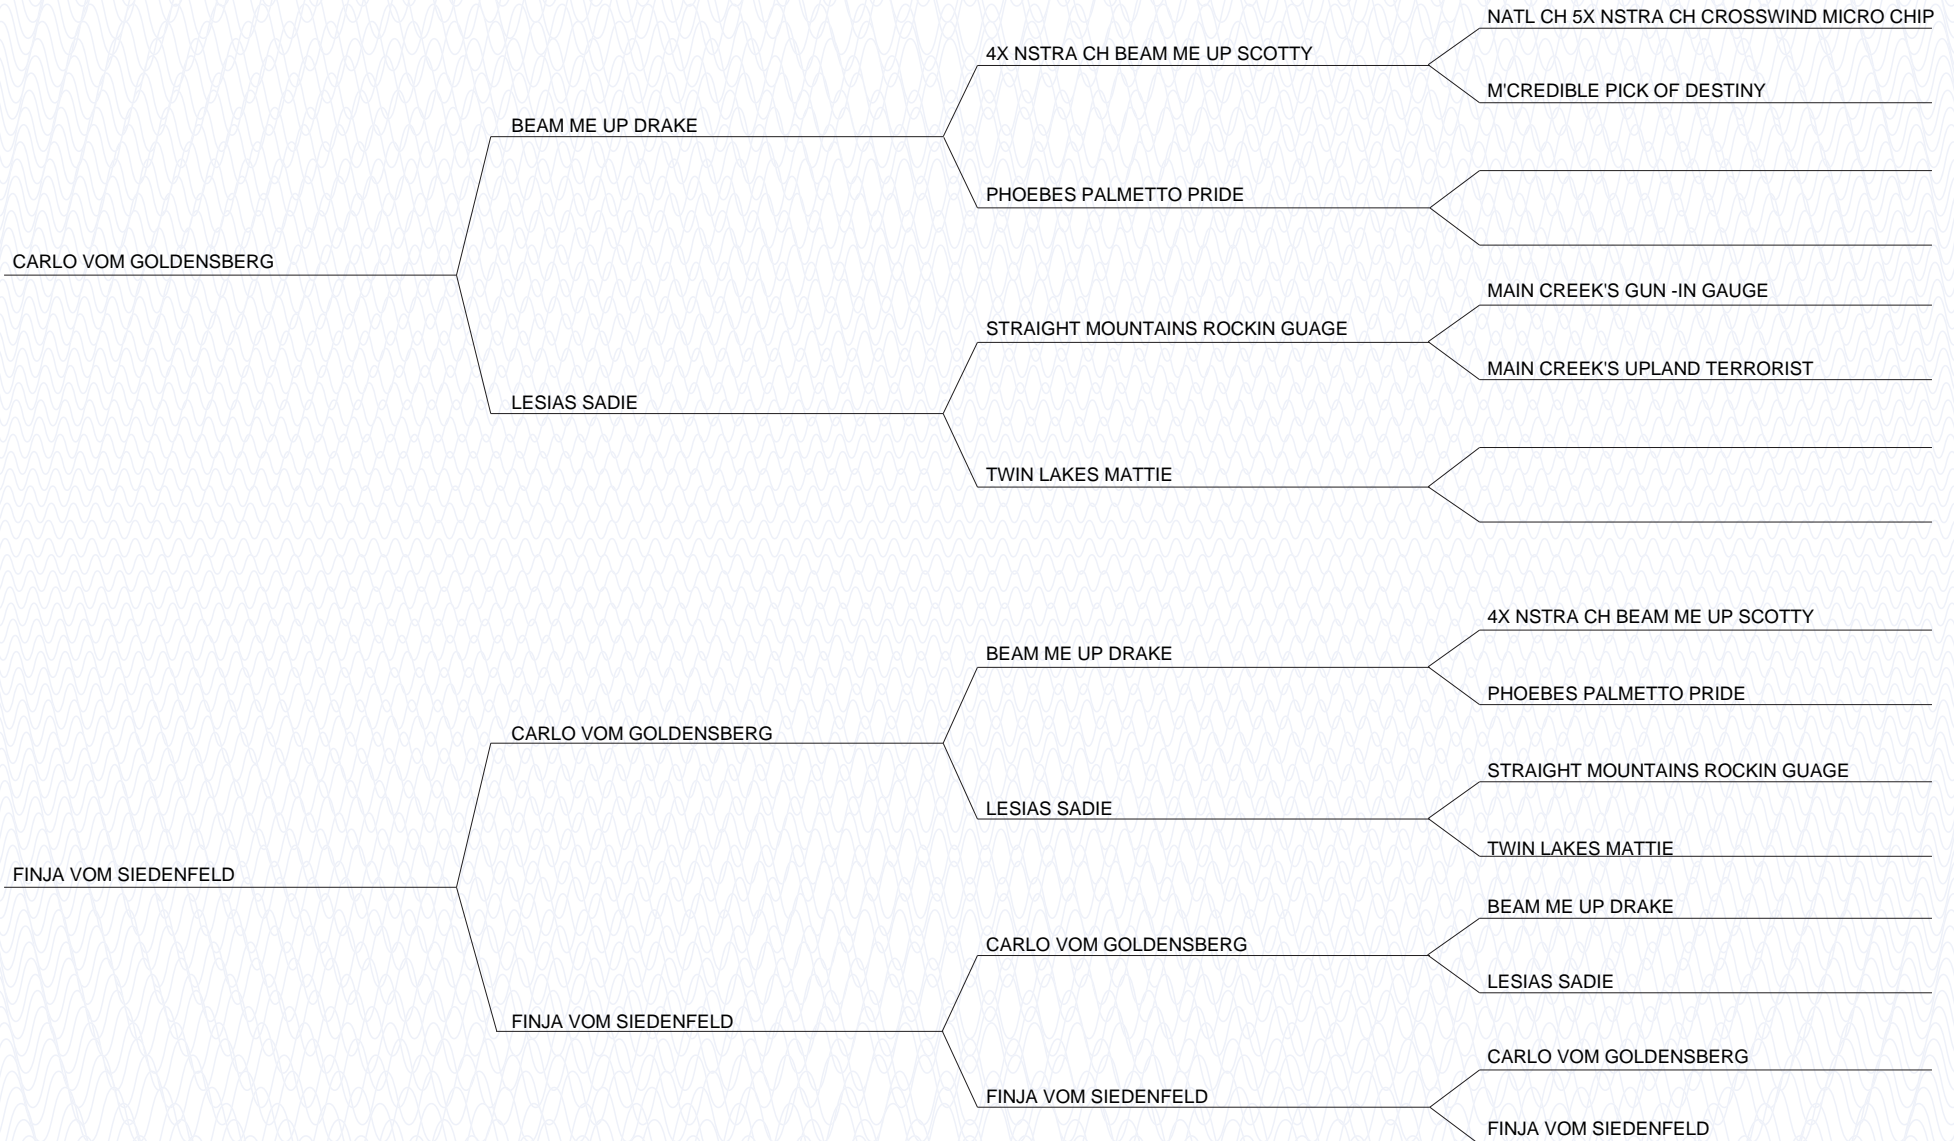 NATL CH 5X NSTRA CH CROSSWIND MICRO CHIP
4X NSTRA CH BEAM ME UP SCOTTY
M'CREDIBLE PICK OF DESTINY
BEAM ME UP DRAKE
PHOEBES PALMETTO PRIDE
CARLO VOM GOLDENSBERG
MAIN CREEK'S GUN -IN GAUGE
STRAIGHT MOUNTAINS ROCKIN GUAGE
MAIN CREEK'S UPLAND TERRORIST
LESIAS SADIE
TWIN LAKES MATTIE
4X NSTRA CH BEAM ME UP SCOTTY
BEAM ME UP DRAKE
PHOEBES PALMETTO PRIDE
CARLO VOM GOLDENSBERG
STRAIGHT MOUNTAINS ROCKIN GUAGE
LESIAS SADIE
TWIN LAKES MATTIE
FINJA VOM SIEDENFELD
BEAM ME UP DRAKE
CARLO VOM GOLDENSBERG
LESIAS SADIE
FINJA VOM SIEDENFELD
CARLO VOM GOLDENSBERG
FINJA VOM SIEDENFELD
FINJA VOM SIEDENFELD